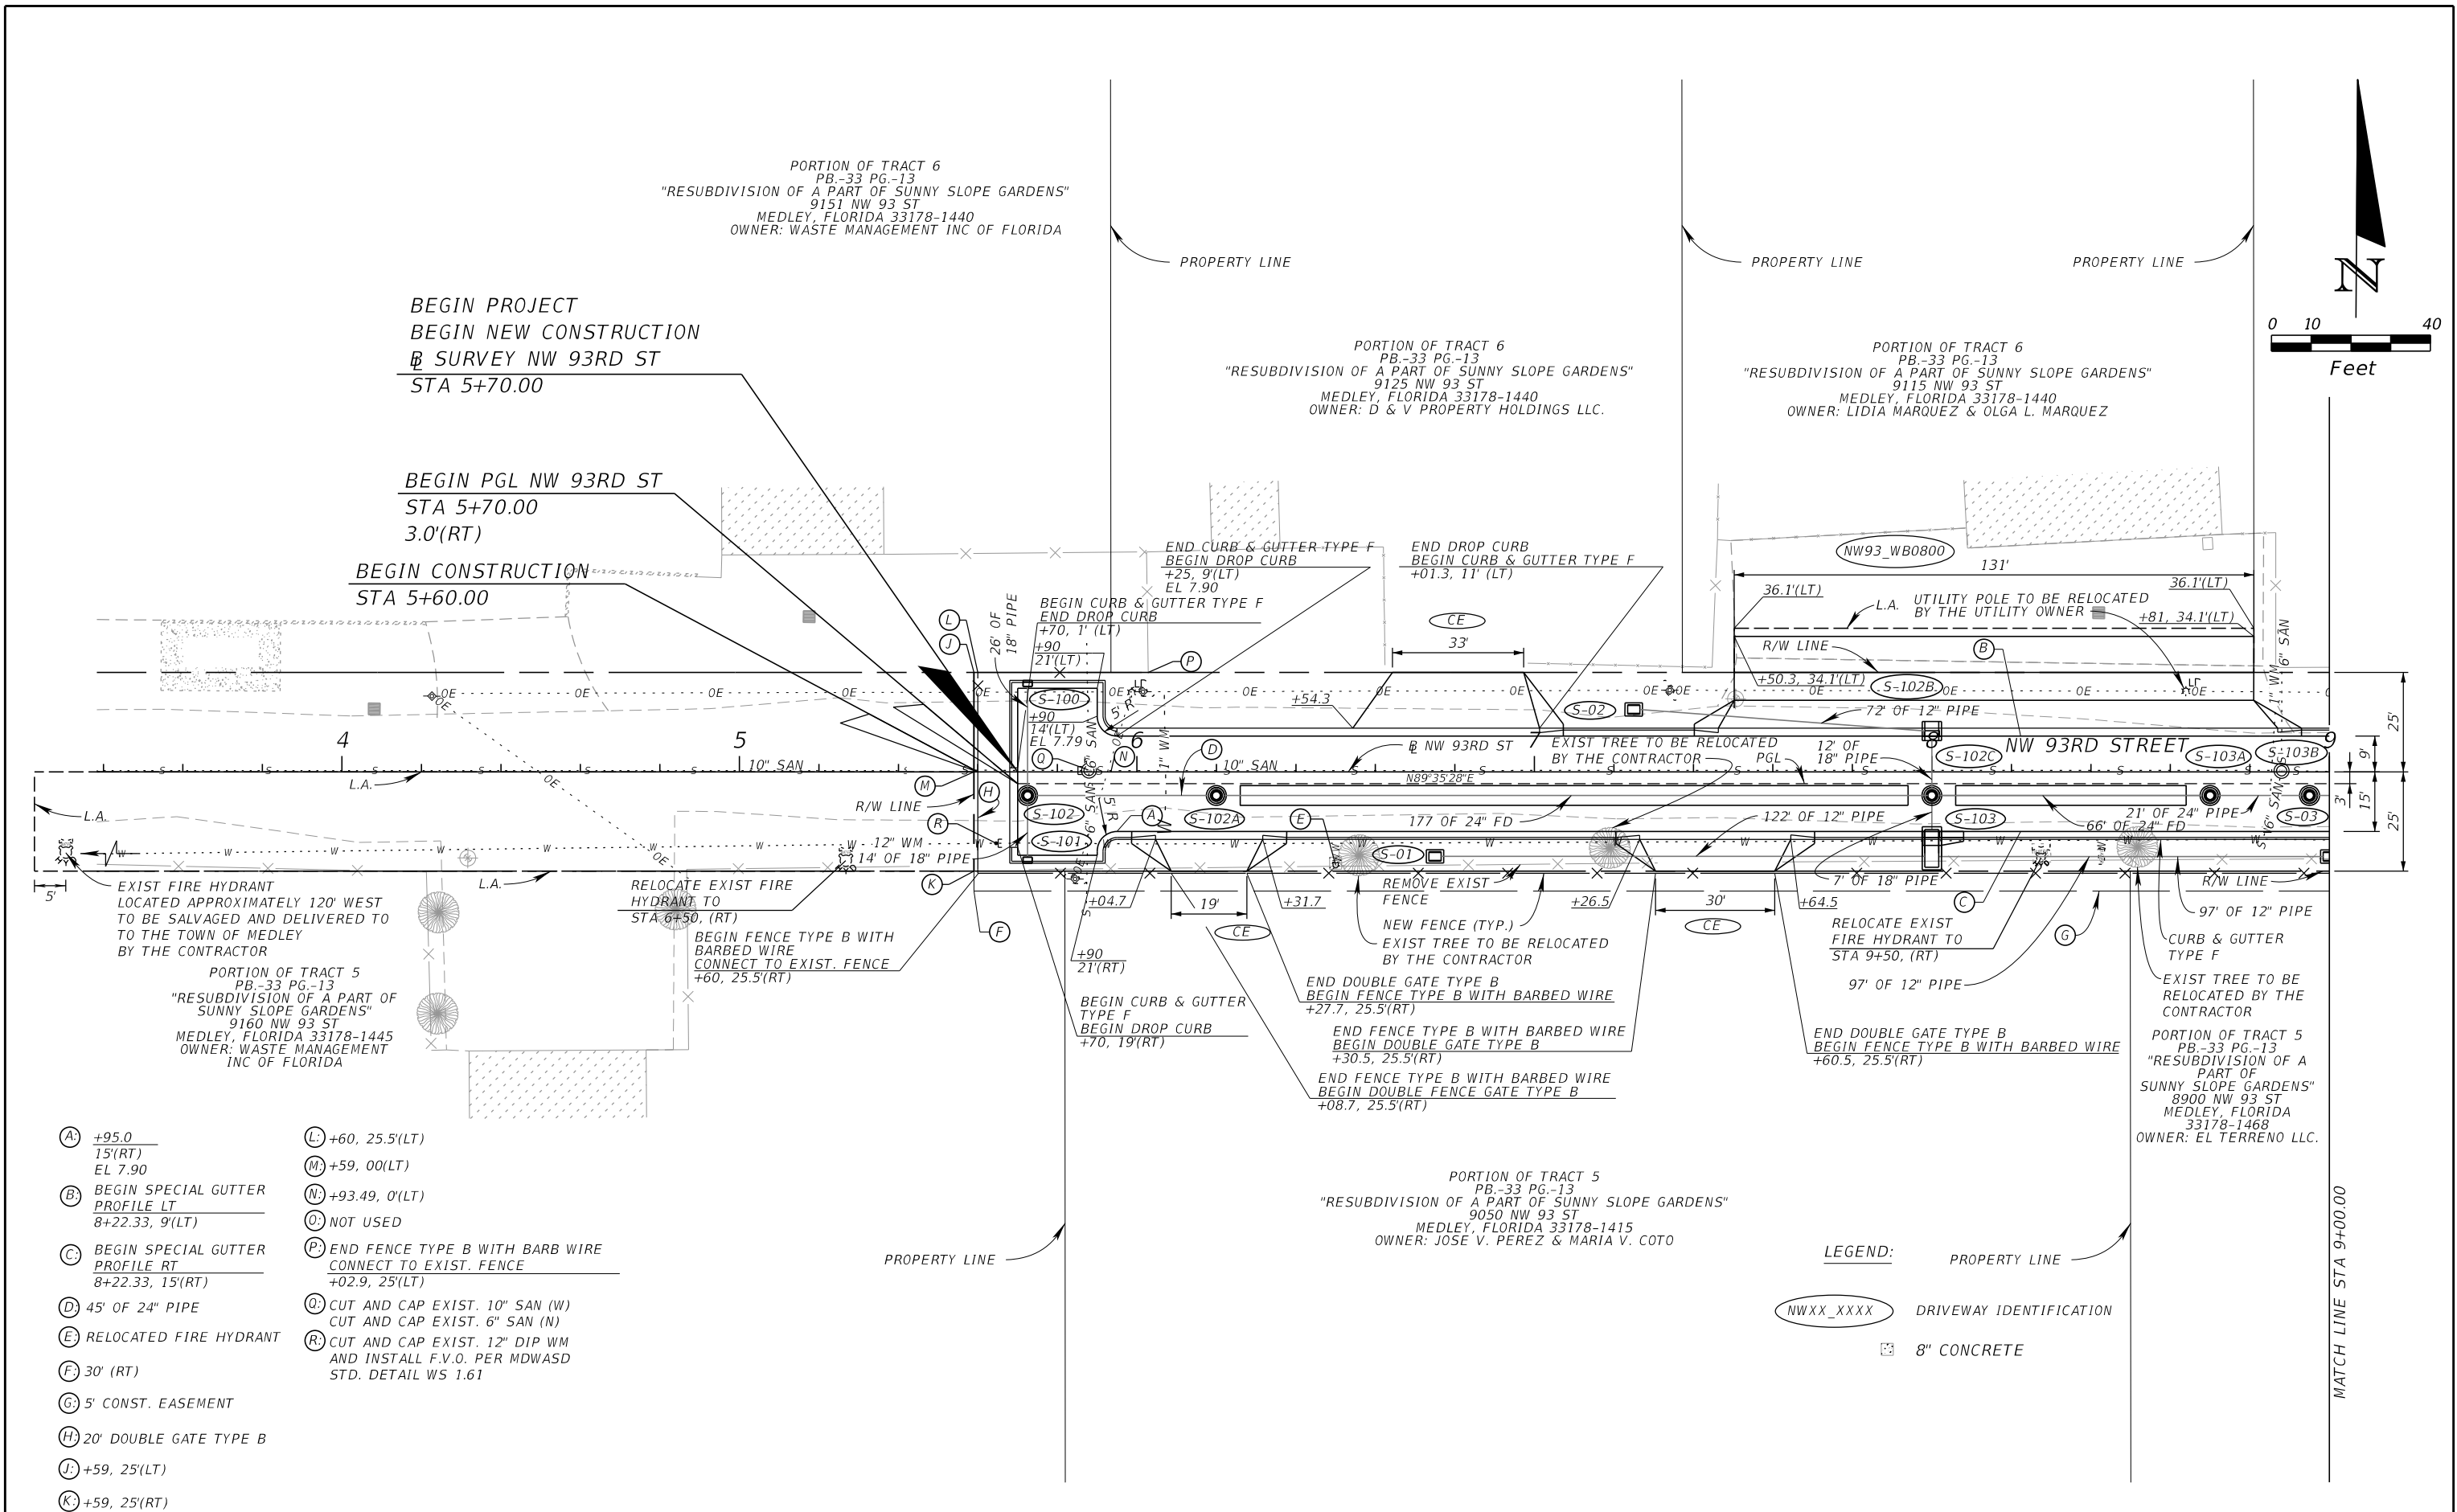 PORTION OF TRACT 6
PB.-33 PG.-13
"RESUBDIVISION OF A PART OF SUNNY SLOPE GARDENS"
9151 NW 93 ST
MEDLEY, FLORIDA 33178-1440
OWNER: WASTE MANAGEMENT INC OF FLORIDA
PROPERTY LINE
PROPERTY LINE
PROPERTY LINE
N
0 10 40
Feet
BEGIN PROJECT
BEGIN NEW CONSTRUCTION
BL SURVEY NW 93RD ST
STA 5+70.00
PORTION OF TRACT 6
PB.-33 PG.-13
"RESUBDIVISION OF A PART OF SUNNY SLOPE GARDENS"
9125 NW 93 ST
MEDLEY, FLORIDA 33178-1440
OWNER: D & V PROPERTY HOLDINGS LLC.
PORTION OF TRACT 6
PB.-33 PG.-13
"RESUBDIVISION OF A PART OF SUNNY SLOPE GARDENS"
9115 NW 93 ST
MEDLEY, FLORIDA 33178-1440
OWNER: LIDIA MARQUEZ & OLGA L. MARQUEZ
BEGIN PGL NW 93RD ST
STA 5+70.00
3.0'(RT)
BEGIN CONSTRUCTION
STA 5+60.00
END CURB & GUTTER TYPE F
BEGIN DROP CURB
+25, 9'(LT)
EL 7.90
END DROP CURB
BEGIN CURB & GUTTER TYPE F
+01.3, 11' (LT)
NW93_WB0800
131'
36.1'(LT)
36.1'(LT)
L.A.
UTILITY POLE TO BE RELOCATED
BY THE UTILITY OWNER
+81, 34.1'(LT)
BEGIN CURB & GUTTER TYPE F
END DROP CURB
+70, 1' (LT)
26' OF
18" PIPE
+90
21'(LT)
CE
33'
L
J
P
R/W LINE
B
6" SAN
+50.3, 34.1'(LT)
S-102B
1" WM
S-100
5' R
+54.3
S-02
72' OF 12" PIPE
+90
14'(LT)
EL 7.79
6" SAN
1" WM
25'
9'
4
5
6
8
9
NW 93RD STREET
S-102C
S-103A
S-103B
Q
N
D
BL NW 93RD ST
EXIST TREE TO BE RELOCATED
BY THE CONTRACTOR
PGL
12' OF
18" PIPE
10" SAN
10" SAN
N89°35'28"E
L.A.
M
H
R/W LINE
L.A.
R
S-102
S-101
5' R
A
S-102A
E
177 OF 24" FD
122' OF 12" PIPE
S-103
66' OF 24" FD
21' OF 24" PIPE
S-03
3'
15'
25'
6" SAN
6" SAN
12" WM
14' OF 18" PIPE
S-01
7' OF 18" PIPE
R/W LINE
K
L.A.
5'
EXIST FIRE HYDRANT
LOCATED APPROXIMATELY 120' WEST
TO BE SALVAGED AND DELIVERED TO
TO THE TOWN OF MEDLEY
BY THE CONTRACTOR
RELOCATE EXIST FIRE
HYDRANT TO
STA 6+50, (RT)
BEGIN FENCE TYPE B WITH
BARBED WIRE
CONNECT TO EXIST. FENCE
+60, 25.5'(RT)
F
+04.7
19'
+31.7
CE
REMOVE EXIST
FENCE
NEW FENCE (TYP.)
EXIST TREE TO BE RELOCATED
BY THE CONTRACTOR
+26.5
30'
+64.5
CE
C
RELOCATE EXIST
FIRE HYDRANT TO
STA 9+50, (RT)
G
97' OF 12" PIPE
97' OF 12" PIPE
CURB & GUTTER
TYPE F
EXIST TREE TO BE
RELOCATED BY THE
CONTRACTOR
+90
21'(RT)
PORTION OF TRACT 5
PB.-33 PG.-13
"RESUBDIVISION OF A PART OF
SUNNY SLOPE GARDENS"
9160 NW 93 ST
MEDLEY, FLORIDA 33178-1445
OWNER: WASTE MANAGEMENT
INC OF FLORIDA
BEGIN CURB & GUTTER
TYPE F
BEGIN DROP CURB
+70, 19'(RT)
END DOUBLE GATE TYPE B
BEGIN FENCE TYPE B WITH BARBED WIRE
+27.7, 25.5'(RT)
END FENCE TYPE B WITH BARBED WIRE
BEGIN DOUBLE GATE TYPE B
+30.5, 25.5'(RT)
END FENCE TYPE B WITH BARBED WIRE
BEGIN DOUBLE FENCE GATE TYPE B
+08.7, 25.5'(RT)
END DOUBLE GATE TYPE B
BEGIN FENCE TYPE B WITH BARBED WIRE
+60.5, 25.5'(RT)
PORTION OF TRACT 5
PB.-33 PG.-13
"RESUBDIVISION OF A
PART OF
SUNNY SLOPE GARDENS"
8900 NW 93 ST
MEDLEY, FLORIDA
33178-1468
OWNER: EL TERRENO LLC.
A: +95.0
15'(RT)
EL 7.90
B: BEGIN SPECIAL GUTTER
PROFILE LT
8+22.33, 9'(LT)
C: BEGIN SPECIAL GUTTER
PROFILE RT
8+22.33, 15'(RT)
D: 45' OF 24" PIPE
E: RELOCATED FIRE HYDRANT
F: 30' (RT)
G: 5' CONST. EASEMENT
H: 20' DOUBLE GATE TYPE B
J: +59, 25'(LT)
K: +59, 25'(RT)
L: +60, 25.5'(LT)
M: +59, 00(LT)
N: +93.49, 0'(LT)
O: NOT USED
P: END FENCE TYPE B WITH BARB WIRE
CONNECT TO EXIST. FENCE
+02.9, 25'(LT)
Q: CUT AND CAP EXIST. 10" SAN (W)
CUT AND CAP EXIST. 6" SAN (N)
R: CUT AND CAP EXIST. 12" DIP WM
AND INSTALL F.V.O. PER MDWASD
STD. DETAIL WS 1.61
PORTION OF TRACT 5
PB.-33 PG.-13
"RESUBDIVISION OF A PART OF SUNNY SLOPE GARDENS"
9050 NW 93 ST
MEDLEY, FLORIDA 33178-1415
OWNER: JOSE V. PEREZ & MARIA V. COTO
PROPERTY LINE
LEGEND:
PROPERTY LINE
NWXX_XXXX DRIVEWAY IDENTIFICATION
8" CONCRETE
MATCH LINE STA 9+00.00